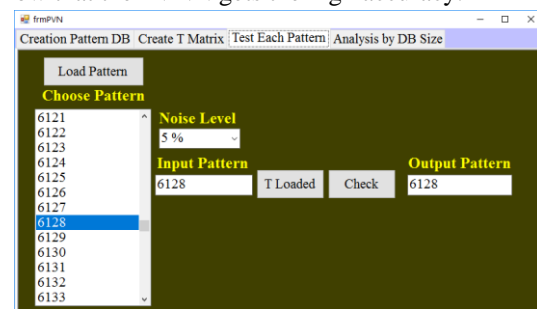 frmPVN
Creation Pattern DB Create T Matrix Test Each Pattern Analysis by DB Size
Load Pattern
Choose Pattern
6121
6122
6123
6124
6125
6126
6127
6128
6129
6130
6131
6132
6133
Noise Level
5 %
Input Pattern
6128
T Loaded
Check
Output Pattern
6128